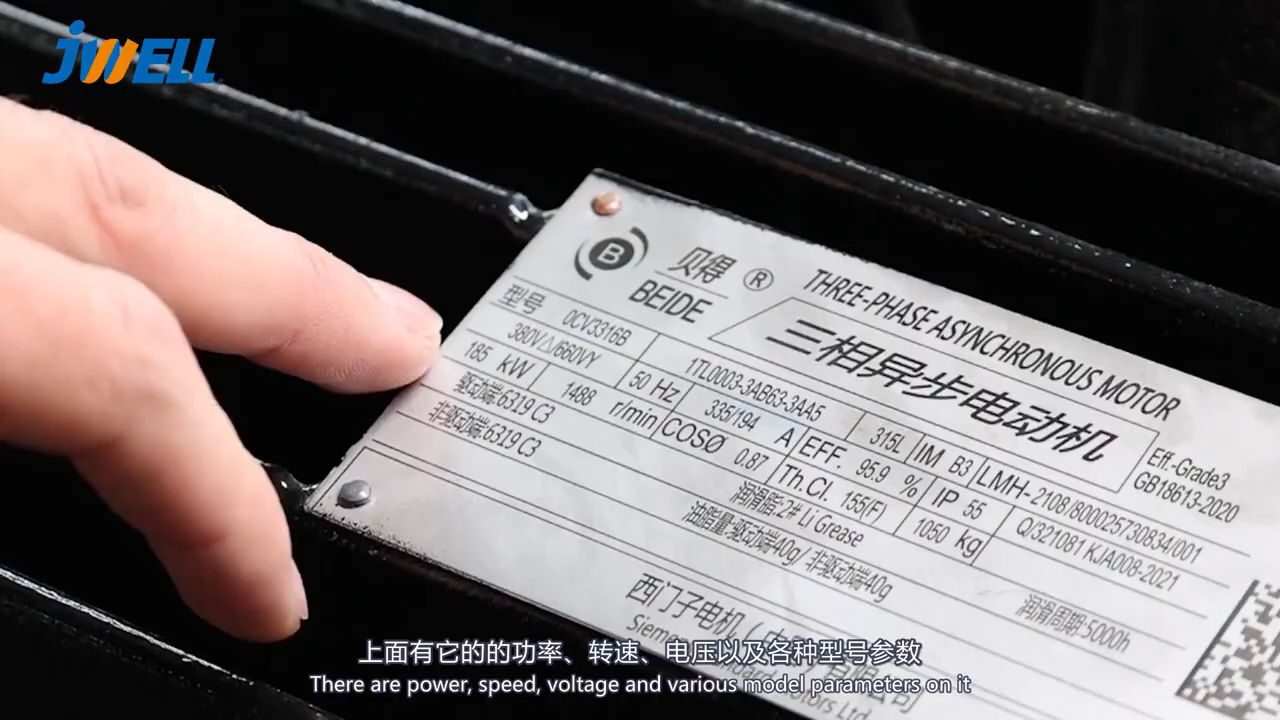 JWELL
B 贝得 ®
BEIDE
THREE-PHASE ASYNCHRONOUS MOTOR
三相异步电动机
Eff.-Grade3
GB18613-2020
型号 0CV3316B 1TL0003-3AB63-3AA5 315L IM B3 LMH-2108/800025730834/001
380V△/660VY 50 Hz 335/194 A EFF. 95.9 % IP 55 Q/321081 KJA008-2021
185 kW 1488 r/min COSØ 0.87 Th.Cl. 155(F) 1050 kg
驱动端:6319 C3 润滑脂:2# Li Grease 润滑周期:5000h
非驱动端:6319 C3 油脂量:驱动端40g/ 非驱动端40g
西门子电机(
上面有它的的功率、转速、电压以及各种型号参数
There are power, speed, voltage and various model parameters on it